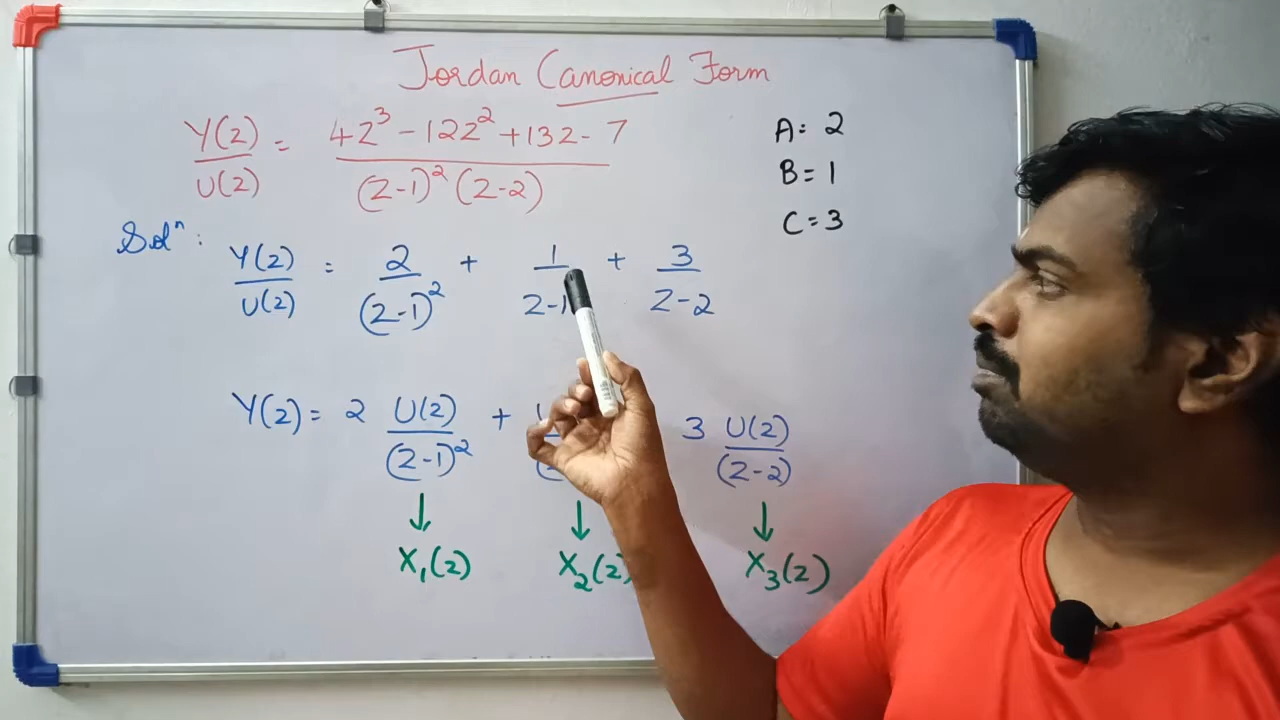 Jordan Canonical Form
Y(z)/U(z) = (4z³ - 12z² + 13z - 7)/((z-1)² (z-2))
A = 2
B = 1
C = 3
Solⁿ :
Y(z)/U(z) = 2/(z-1)² + 1/(z-1) + 3/(z-2)
Y(z) = 2 U(z)/(z-1)² + 3 U(z)/(z-2)
↓ ↓ ↓
X₁(z) X₂(z) X₃(z)